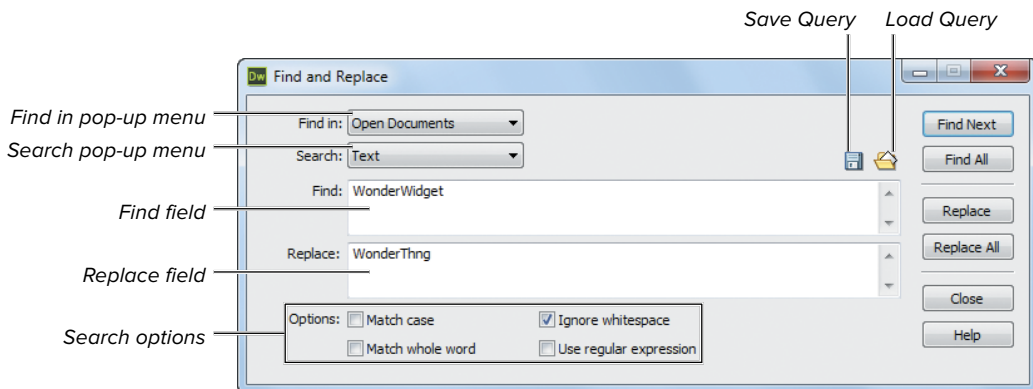 Save Query Load Query
Dw Find and Replace
Find in pop-up menu
Find in: Open Documents
Find Next
Search pop-up menu
Search: Text
Find All
Find: WonderWidget
Find field
Replace
Replace: WonderThng
Replace All
Replace field
Close
Search options
Options: Match case Ignore whitespace
Match whole word Use regular expression
Help